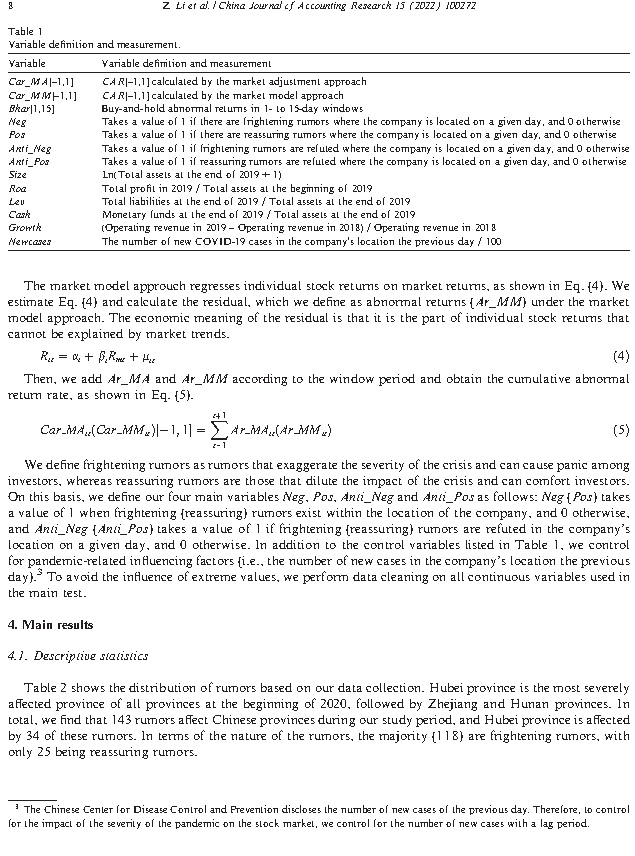 8
Z. Li et al. / China Journal of Accounting Research 15 (2022) 100272
Table 1
Variable definition and measurement.
Variable Variable definition and measurement
Car_MA[−1,1] CAR[−1,1] calculated by the market adjustment approach
Car_MM[−1,1] CAR[−1,1] calculated by the market model approach
Bhar[1,15] Buy-and-hold abnormal returns in 1- to 15-day windows
Neg Takes a value of 1 if there are frightening rumors where the company is located on a given day, and 0 otherwise
Pos Takes a value of 1 if there are reassuring rumors where the company is located on a given day, and 0 otherwise
Anti_Neg Takes a value of 1 if frightening rumors are refuted where the company is located on a given day, and 0 otherwise
Anti_Pos Takes a value of 1 if reassuring rumors are refuted where the company is located on a given day, and 0 otherwise
Size Ln(Total assets at the end of 2019 + 1)
Roa Total profit in 2019 / Total assets at the beginning of 2019
Lev Total liabilities at the end of 2019 / Total assets at the end of 2019
Cash Monetary funds at the end of 2019 / Total assets at the end of 2019
Growth (Operating revenue in 2019 – Operating revenue in 2018) / Operating revenue in 2018
Newcases The number of new COVID-19 cases in the company's location the previous day / 100
The market model approach regresses individual stock returns on market returns, as shown in Eq. (4). We
estimate Eq. (4) and calculate the residual, which we define as abnormal returns (Ar_MM) under the market
model approach. The economic meaning of the residual is that it is the part of individual stock returns that
cannot be explained by market trends.
R_it = α_i + β_i R_mt + μ_it (4)
Then, we add Ar_MA and Ar_MM according to the window period and obtain the cumulative abnormal
return rate, as shown in Eq. (5).
Car_MA_it(Car_MM_it)[−1, 1] = ∑_{t−1}^{t+1} Ar_MA_it(Ar_MM_it) (5)
We define frightening rumors as rumors that exaggerate the severity of the crisis and can cause panic among
investors, whereas reassuring rumors are those that dilute the impact of the crisis and can comfort investors.
On this basis, we define our four main variables Neg, Pos, Anti_Neg and Anti_Pos as follows: Neg (Pos) takes
a value of 1 when frightening (reassuring) rumors exist within the location of the company, and 0 otherwise,
and Anti_Neg (Anti_Pos) takes a value of 1 if frightening (reassuring) rumors are refuted in the company's
location on a given day, and 0 otherwise. In addition to the control variables listed in Table 1, we control
for pandemic-related influencing factors (i.e., the number of new cases in the company's location the previous
day).3 To avoid the influence of extreme values, we perform data cleaning on all continuous variables used in
the main test.
4. Main results
4.1. Descriptive statistics
Table 2 shows the distribution of rumors based on our data collection. Hubei province is the most severely
affected province of all provinces at the beginning of 2020, followed by Zhejiang and Hunan provinces. In
total, we find that 143 rumors affect Chinese provinces during our study period, and Hubei province is affected
by 34 of these rumors. In terms of the nature of the rumors, the majority (118) are frightening rumors, with
only 25 being reassuring rumors.
3 The Chinese Center for Disease Control and Prevention discloses the number of new cases of the previous day. Therefore, to control
for the impact of the severity of the pandemic on the stock market, we control for the number of new cases with a lag period.